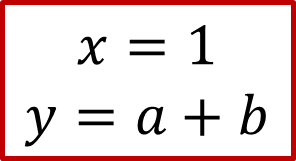 x = 1
y = a + b